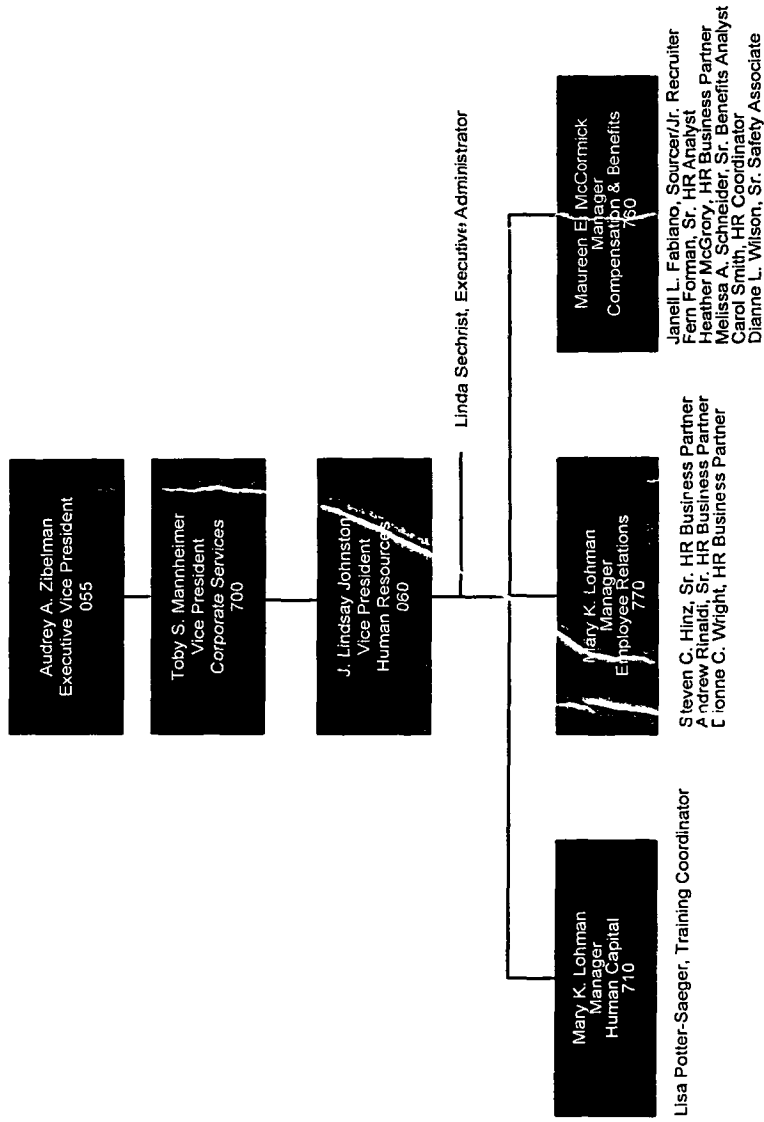 Audrey A. Zibelman
Executive Vice President
055
Toby S. Mannheimer
Vice President
Corporate Services
700
J. Lindsay Johnston
Vice President
Human Resources
060
Linda Sechrist, Executive Administrator
Mary K. Lohman
Manager
Human Capital
710
Lisa Potter-Saeger, Training Coordinator
Mary K. Lohman
Manager
Employee Relations
770
Steven C. Hinz, Sr. HR Business Partner
Andrew Rinaldi, Sr. HR Business Partner
Dionne C. Wright, HR Business Partner
Maureen E. McCormick
Manager
Compensation & Benefits
760
Janell L. Fabiano, Sourcer/Jr. Recruiter
Fern Forman, Sr. HR Analyst
Heather McGrory, HR Business Partner
Melissa A. Schneider, Sr. Benefits Analyst
Carol Smith, HR Coordinator
Dianne L. Wilson, Sr. Safety Associate